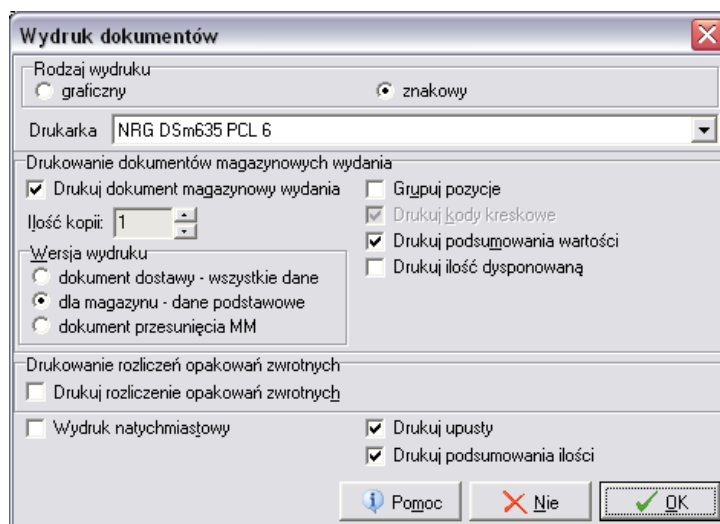 Wydruk dokumentów
Rodzaj wydruku
graficzny znakowy
Drukarka NRG DSm635 PCL 6
Drukowanie dokumentów magazynowych wydania
Drukuj dokument magazynowy wydania Grupuj pozycje
Drukuj kody kreskowe
Ilość kopii: 1
Drukuj podsumowania wartości
Wersja wydruku
Drukuj ilość dysponowaną
dokument dostawy - wszystkie dane
dla magazynu - dane podstawowe
dokument przesunięcia MM
Drukowanie rozliczeń opakowań zwrotnych
Drukuj rozliczenie opakowań zwrotnych
Wydruk natychmiastowy Drukuj upusty
Drukuj podsumowania ilości
Pomoc Nie OK